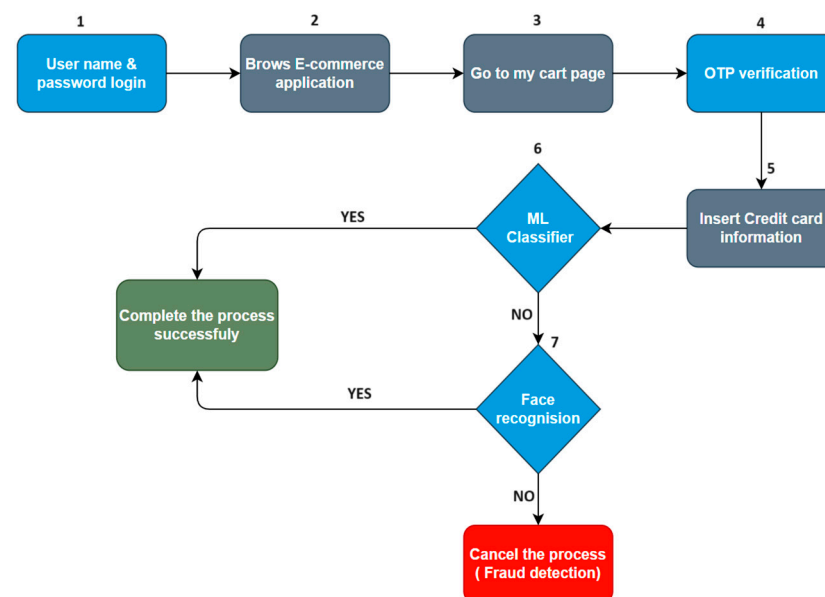 1
User name &
password login
2
Brows E-commerce
application
3
Go to my cart page
4
OTP verification
5
Insert Credit card
information
6
ML
Classifier
YES
Complete the process
successfuly
NO
7
Face
recognision
YES
NO
Cancel the process
( Fraud detection)